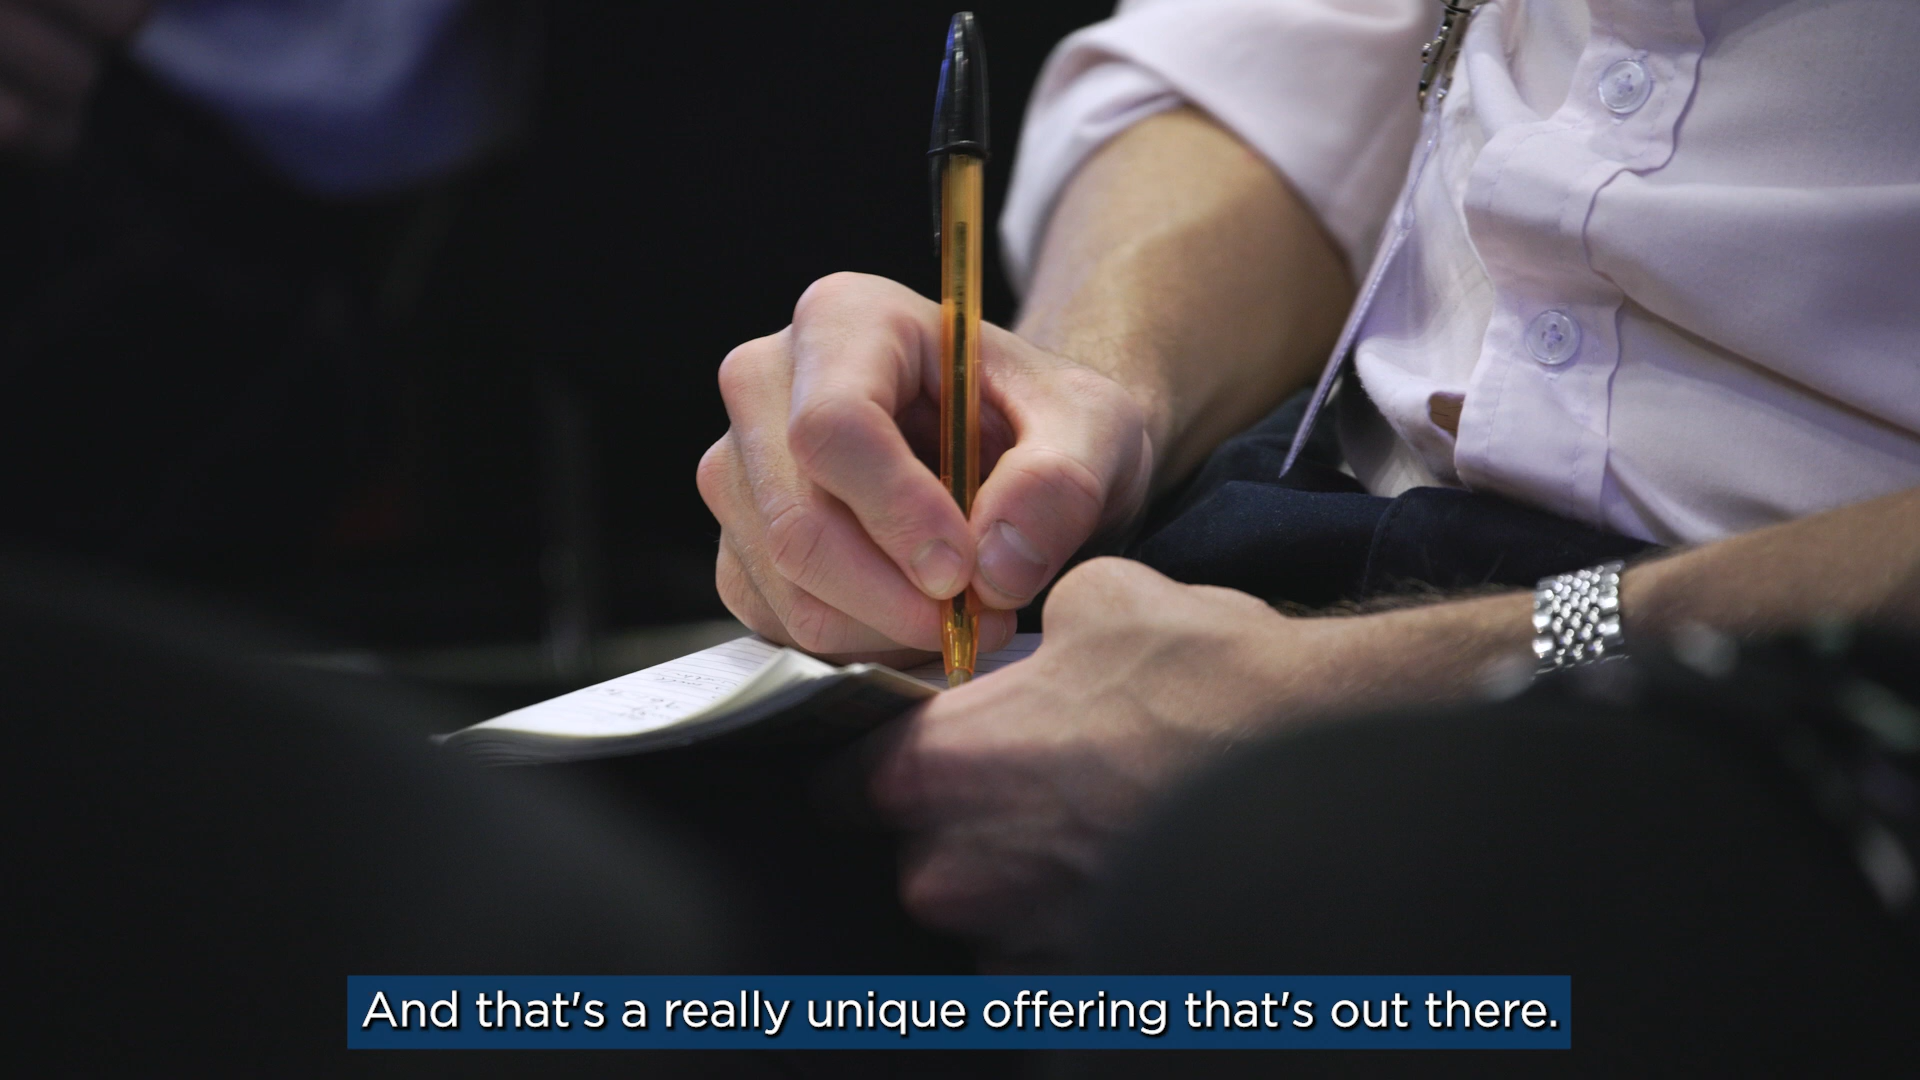 And that's a really unique offering that's out there.